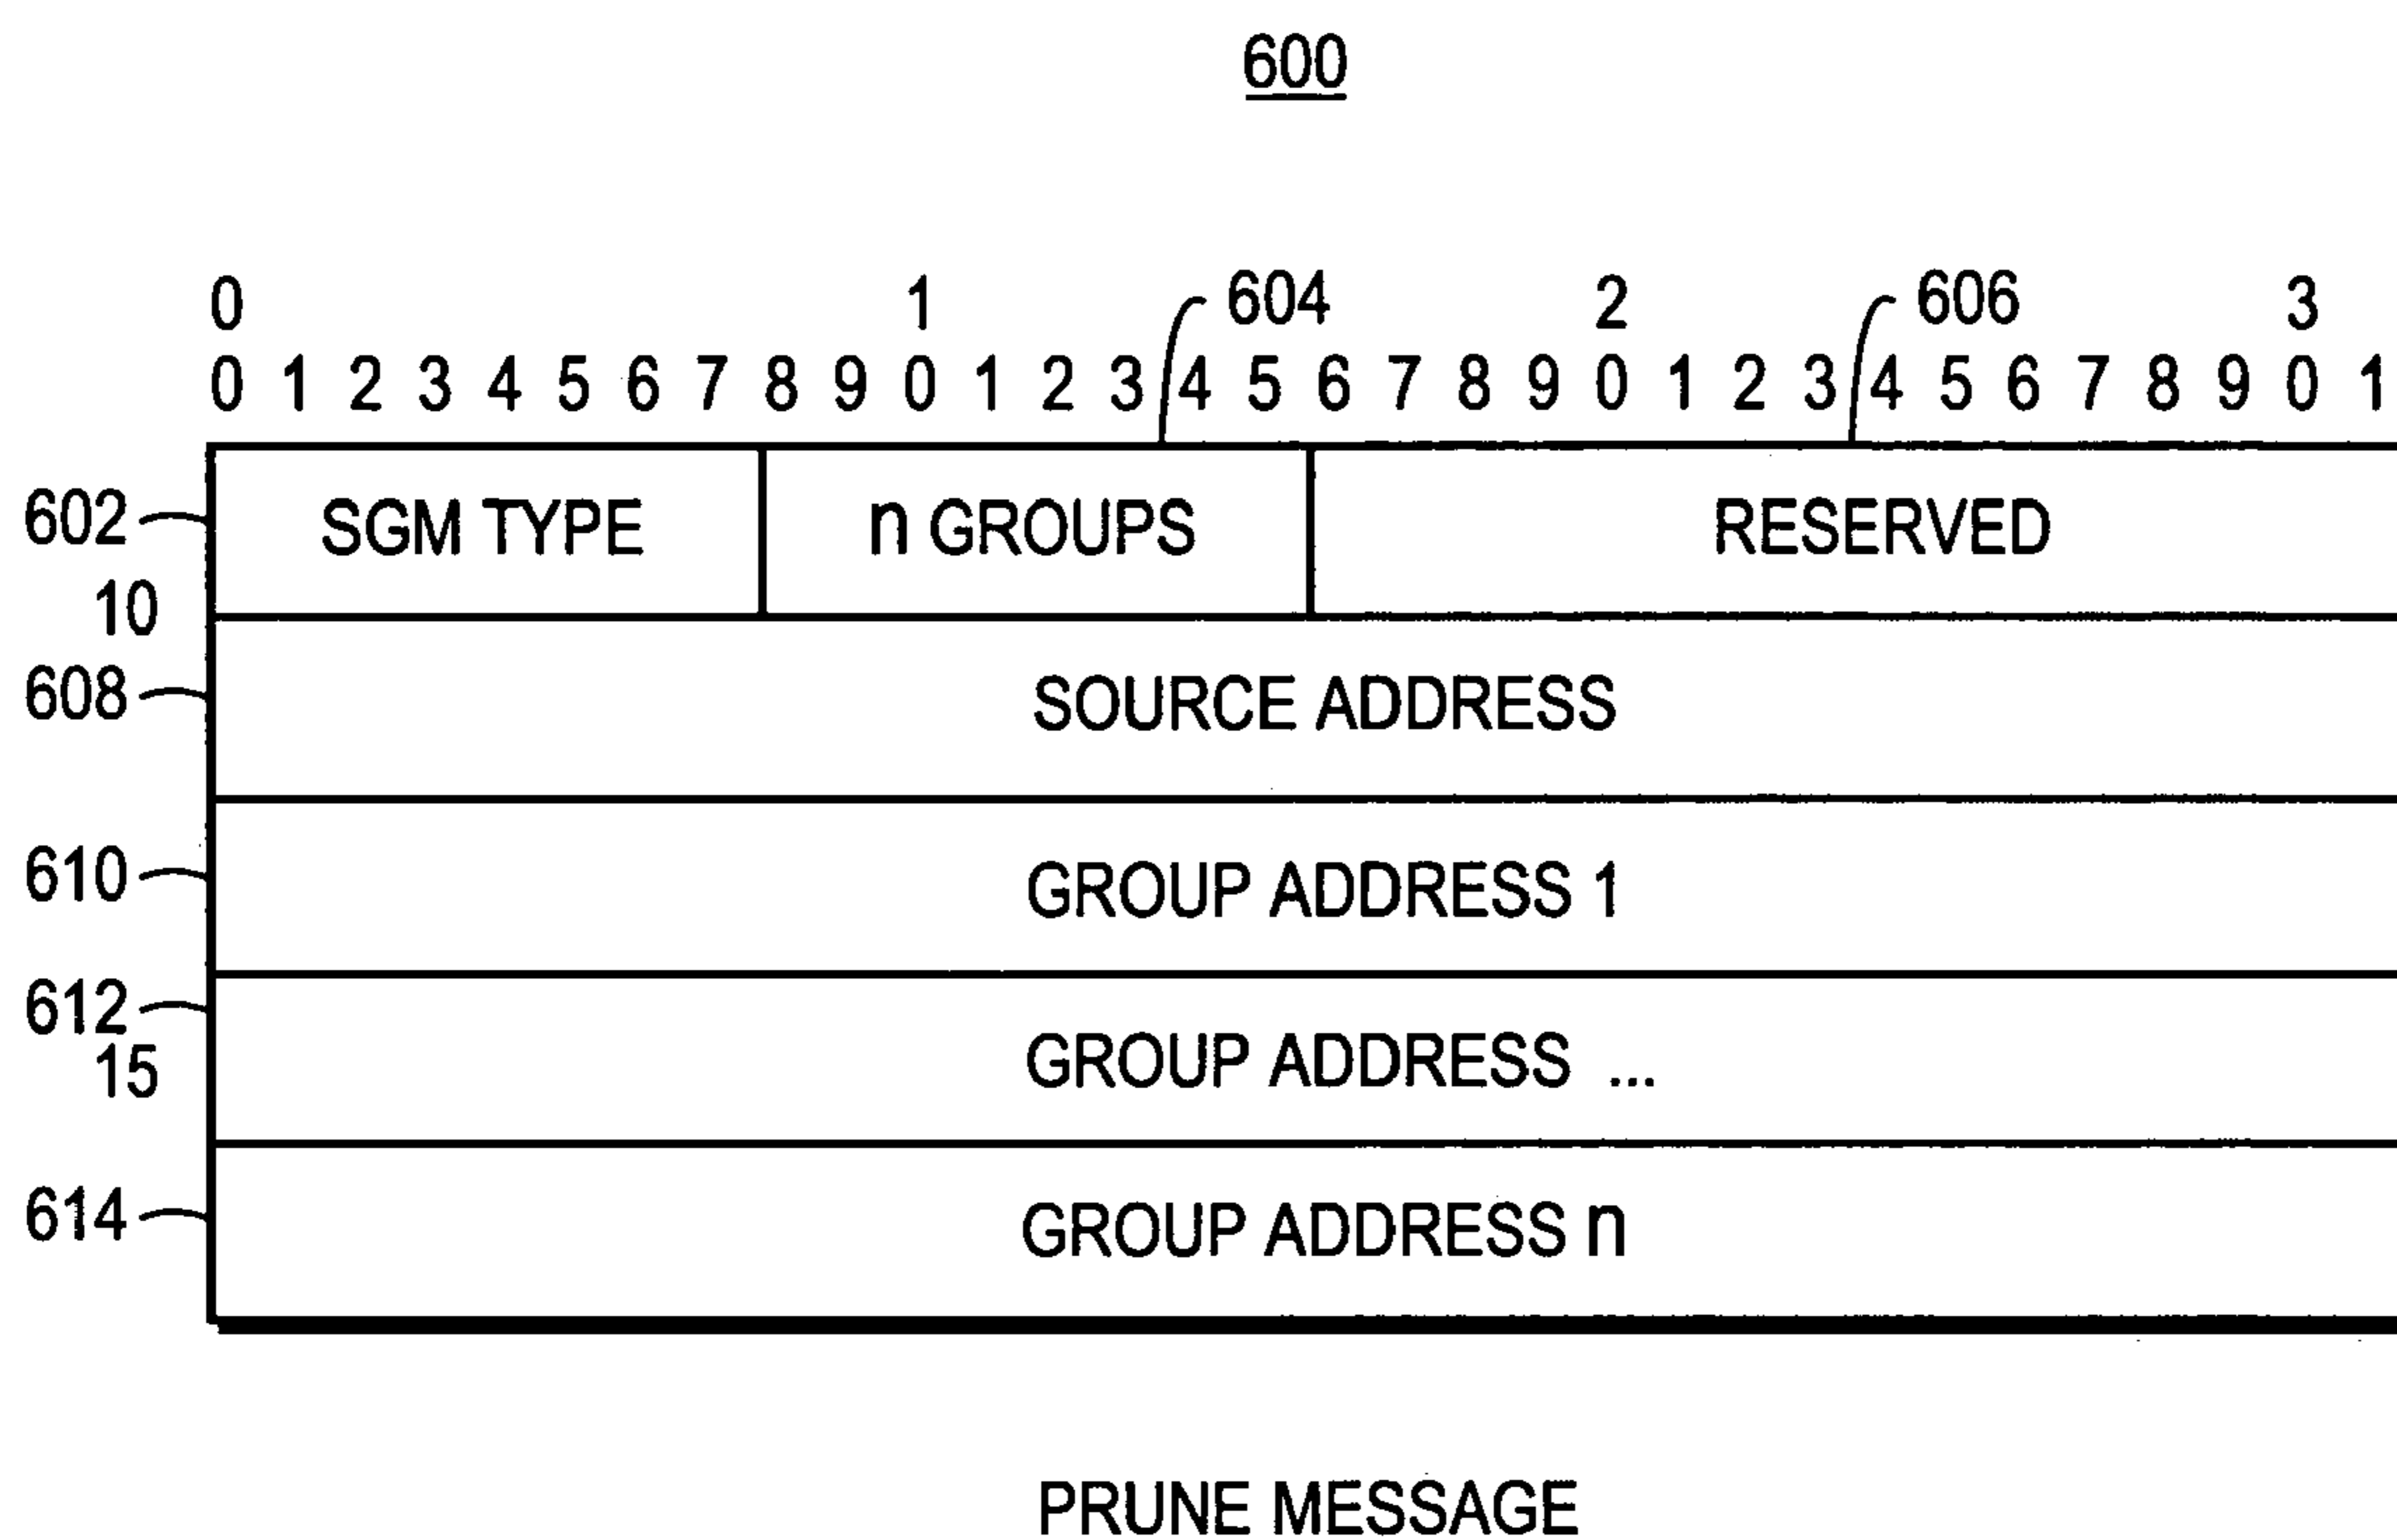 600
0 1 604 2 606 3
0 1 2 3 4 5 6 7 8 9 0 1 2 3 4 5 6 7 8 9 0 1 2 3 4 5 6 7 8 9 0 1
602 SGM TYPE n GROUPS RESERVED
10
608 SOURCE ADDRESS
610 GROUP ADDRESS 1
612
GROUP ADDRESS ...
15
614 GROUP ADDRESS n
PRUNE MESSAGE